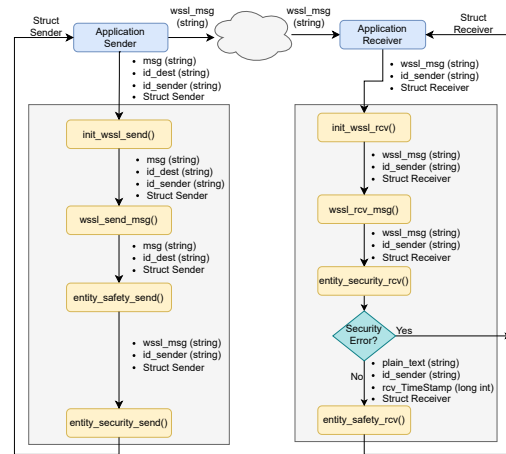 Struct
Sender
Application
Sender
wssl_msg
(string)
wssl_msg
(string)
Application
Receiver
Struct
Receiver
• msg (string)
• id_dest (string)
• id_sender (string)
• Struct Sender
init_wssl_send()
• msg (string)
• id_dest (string)
• id_sender (string)
• Struct Sender
wssl_send_msg()
• msg (string)
• id_dest (string)
• Struct Sender
entity_safety_send()
• wssl_msg (string)
• id_sender (string)
• Struct Sender
entity_security_send()
• wssl_msg (string)
• id_sender (string)
• Struct Receiver
init_wssl_rcv()
• wssl_msg (string)
• id_sender (string)
• Struct Receiver
wssl_rcv_msg()
• wssl_msg (string)
• id_sender (string)
• Struct Receiver
entity_security_rcv()
Security
Error?
Yes
No
• plain_text (string)
• id_sender (string)
• rcv_TimeStamp (long int)
• Struct Receiver
entity_safety_rcv()